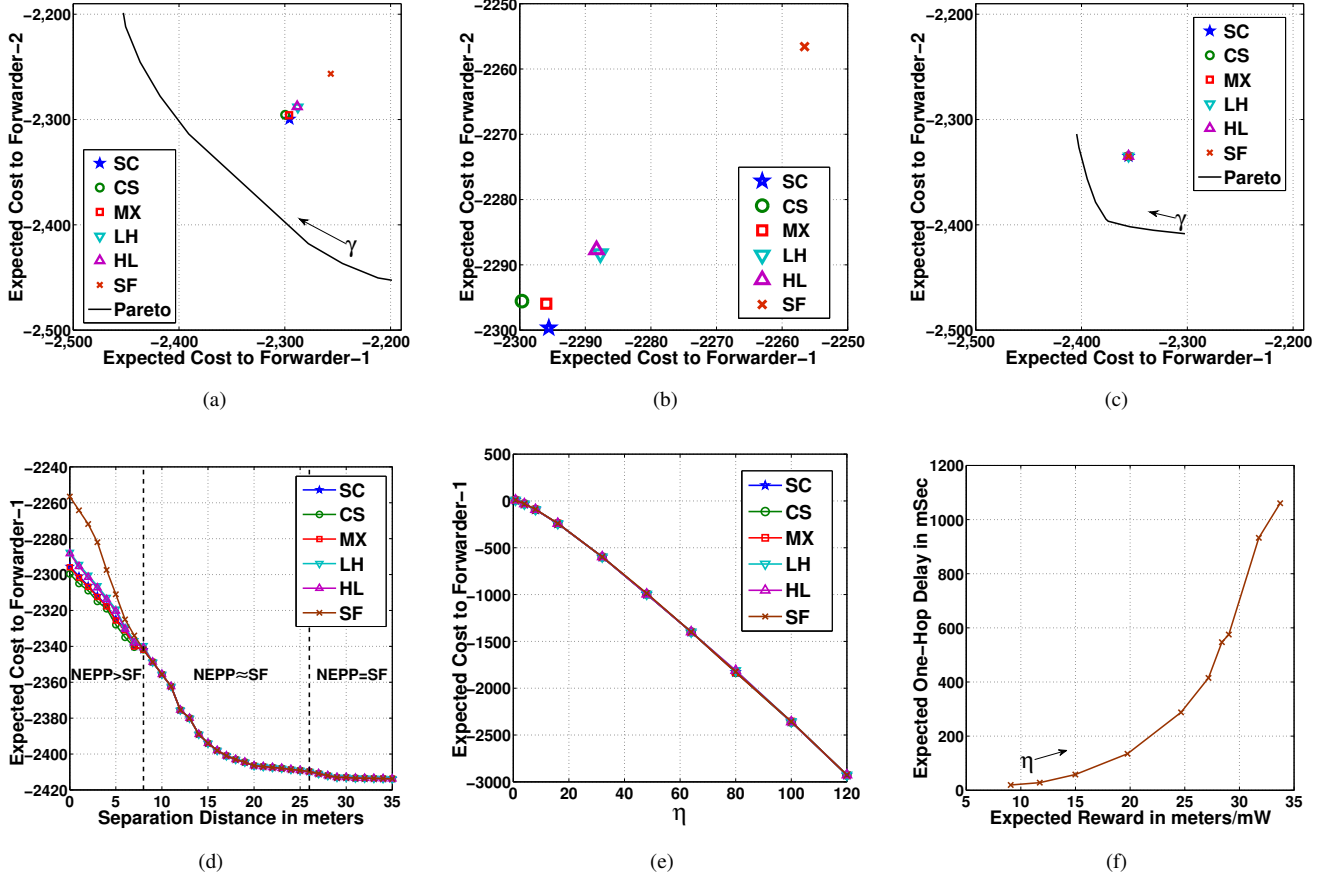 Expected Cost to Forwarder−2
−2,200
−2,300
−2,400
−2,500
−2,500
−2,400
−2,300
−2,200
Expected Cost to Forwarder−1
SC
CS
MX
LH
HL
SF
Pareto
γ
(a)
Expected Cost to Forwarder−2
−2250
−2260
−2270
−2280
−2290
−2300
−2300
−2290
−2280
−2270
−2260
−2250
Expected Cost to Forwarder−1
SC
CS
MX
LH
HL
SF
(b)
Expected Cost to Forwarder−2
−2,200
−2,300
−2,400
−2,500
−2,500
−2,400
−2,300
−2,200
Expected Cost to Forwarder−1
SC
CS
MX
LH
HL
SF
Pareto
γ
(c)
Expected Cost to Forwarder−1
−2240
−2260
−2280
−2300
−2320
−2340
−2360
−2380
−2400
−2420
0
5
10
15
20
25
30
35
Separation Distance in meters
SC
CS
MX
LH
HL
SF
NEPP>SF
NEPP≈SF
NEPP=SF
(d)
Expected Cost to Forwarder−1
500
0
−500
−1000
−1500
−2000
−2500
−3000
0
20
40
60
80
100
120
η
SC
CS
MX
LH
HL
SF
(e)
Expected One−Hop Delay in mSec
1200
1000
800
600
400
200
0
5
10
15
20
25
30
35
Expected Reward in meters/mW
η
(f)